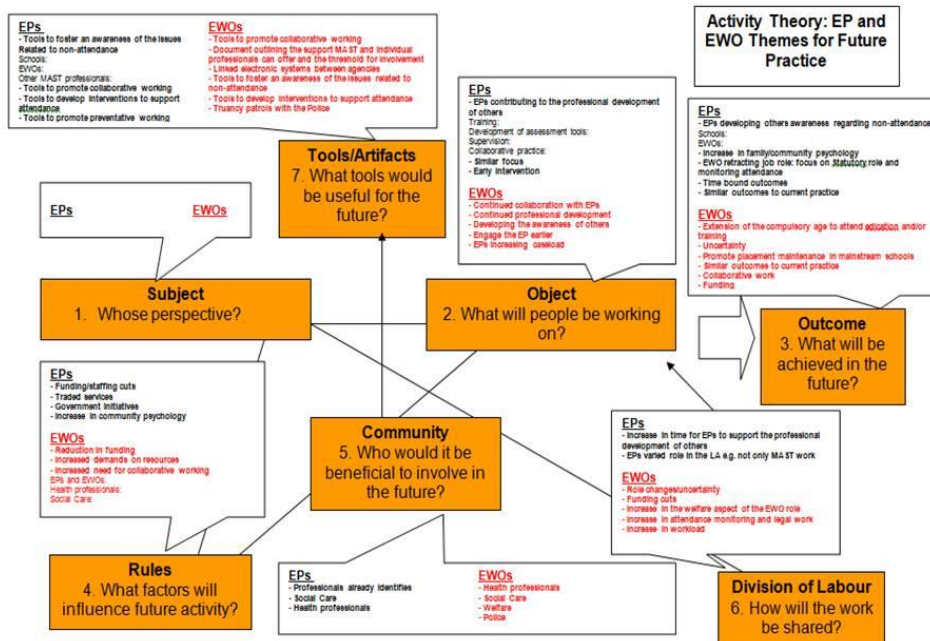 EPs
- Tools to foster an awareness of the issues
Related to non-attendance
Schools:
EWOs:
Other MAST professionals:
- Tools to promote collaborative working
- Tools to develop interventions to support
attendance
- Tools to promote preventative working
EWOs
- Tools to promote collaborative working
- Document outlining the support MAST and individual
professionals can offer and the threshold for involvement
- Linked electronic systems between agencies
- Tools to foster an awareness of the issues related to
non-attendance
- Tools to develop interventions to support attendance
- Truancy patrols with the Police
Activity Theory: EP and
EWO Themes for Future
Practice
EPs
- EPs contributing to the professional development
of others
Training:
Development of assessment tools:
Supervision:
Collaborative practice:
- Similar focus
- Early Intervention
EWOs
- Continued collaboration with EPs
- Continued professional development
- Developing the awareness of others
- Engage the EP earlier
- EPs increasing caseload
EPs
- EPs developing others awareness regarding non-attendance
Schools:
EWOs:
- Increase in family/community psychology
- EWO retracting job role: focus on Statutory role and
monitoring attendance
- Time bound outcomes
- Similar outcomes to current practice
EWOs
- Extension of the compulsory age to attend edication and/or
training
- Uncertainty
- Promote placement maintenance in mainstream schools
- Similar outcomes to current practice
- Collaborative work
- Funding
Tools/Artifacts
7. What tools would
be useful for the
future?
EPs
EWOs
Subject
1. Whose perspective?
Object
2. What will people be working
on?
Outcome
3. What will be
achieved in the
future?
EPs
- Funding/staffing cuts
- Traded services
- Government Initiatives
- Increase in community psychology
EWOs
- Reduction in funding
- Increased demands on resources
- Increased need for collaborative working
EPs and EWOs:
Health professionals:
Social Care:
Community
5. Who would it be
beneficial to involve in
the future?
EPs
- Increase in time for EPs to support the professional
development of others
- EPs varied role in the LA e.g. not only MAST work
EWOs
- Role changes/uncertainty
- Funding cuts
- Increase in the welfare aspect of the EWO role
- Increase in attendance monitoring and legal work
- Increase in workload
Rules
4. What factors will
influence future activity?
EPs
- Professionals already identifies
- Social Care
- Health professionals
EWOs
- Health professionals
- Social Care
- Welfare
- Police
Division of Labour
6. How will the work
be shared?